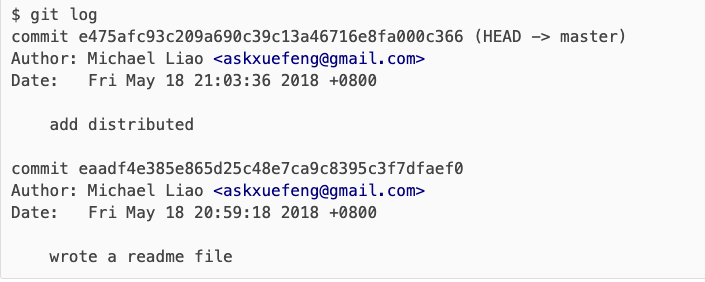 $ git log
commit e475afc93c209a690c39c13a46716e8fa000c366 (HEAD -> master)
Author: Michael Liao <askxuefeng@gmail.com>
Date:   Fri May 18 21:03:36 2018 +0800

    add distributed

commit eaadf4e385e865d25c48e7ca9c8395c3f7dfaef0
Author: Michael Liao <askxuefeng@gmail.com>
Date:   Fri May 18 20:59:18 2018 +0800

    wrote a readme file